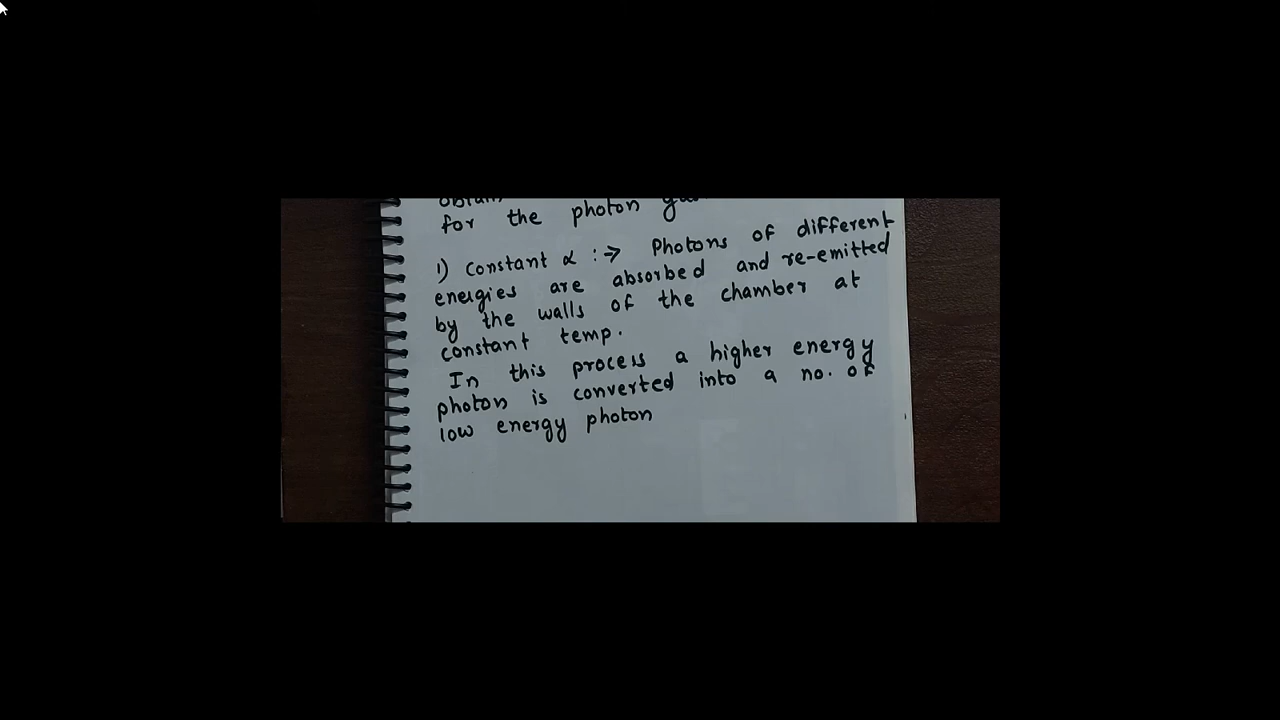 for the photon
1) Constant α :→ Photons of different
energies are absorbed and re-emitted
by the walls of the chamber at
constant temp.
In this process a higher energy
photon is converted into a no. of
low energy photon